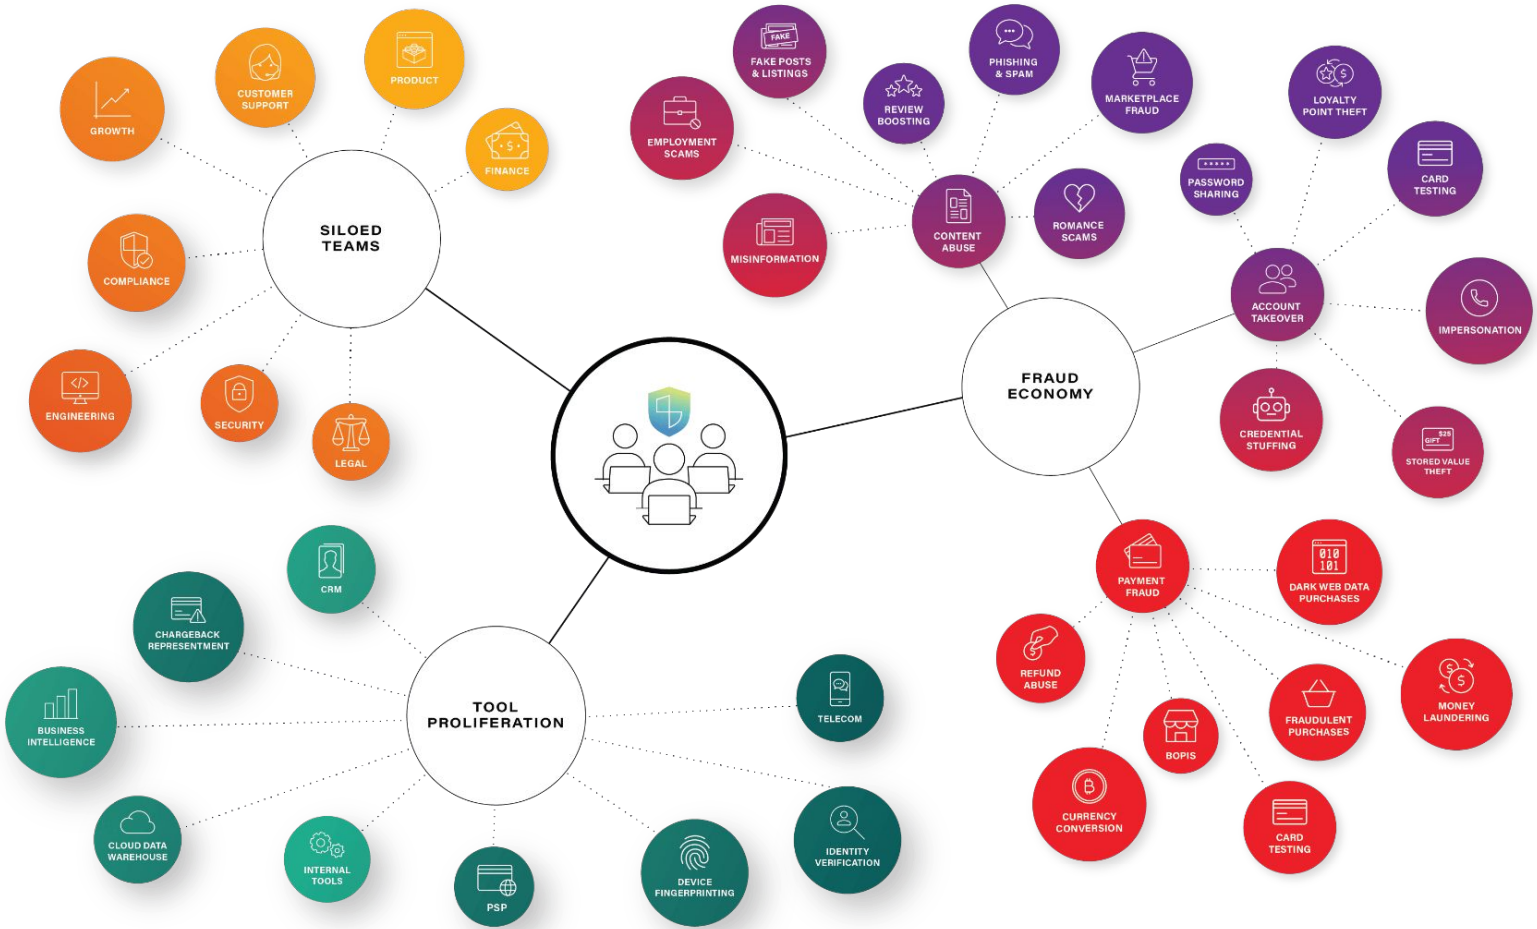 PRODUCT
CUSTOMER
SUPPORT
GROWTH
$
FINANCE
SILOED
TEAMS
COMPLIANCE
</>
ENGINEERING
SECURITY
LEGAL
FAKE
FAKE POSTS
& LISTINGS
PHISHING
& SPAM
REVIEW
BOOSTING
MARKETPLACE
FRAUD
EMPLOYMENT
SCAMS
MISINFORMATION
CONTENT
ABUSE
ROMANCE
SCAMS
$
LOYALTY
POINT THEFT
PASSWORD
SHARING
CARD
TESTING
ACCOUNT
TAKEOVER
IMPERSONATION
CREDENTIAL
STUFFING
$25
GIFT
STORED VALUE
THEFT
FRAUD
ECONOMY
PAYMENT
FRAUD
010
101
DARK WEB DATA
PURCHASES
$
REFUND
ABUSE
$
$
MONEY
LAUNDERING
FRAUDULENT
PURCHASES
BOPIS
B
CURRENCY
CONVERSION
CARD
TESTING
CRM
CHARGEBACK
REPRESENTMENT
BUSINESS
INTELLIGENCE
TOOL
PROLIFERATION
TELECOM
CLOUD DATA
WAREHOUSE
INTERNAL
TOOLS
PSP
DEVICE
FINGERPRINTING
IDENTITY
VERIFICATION